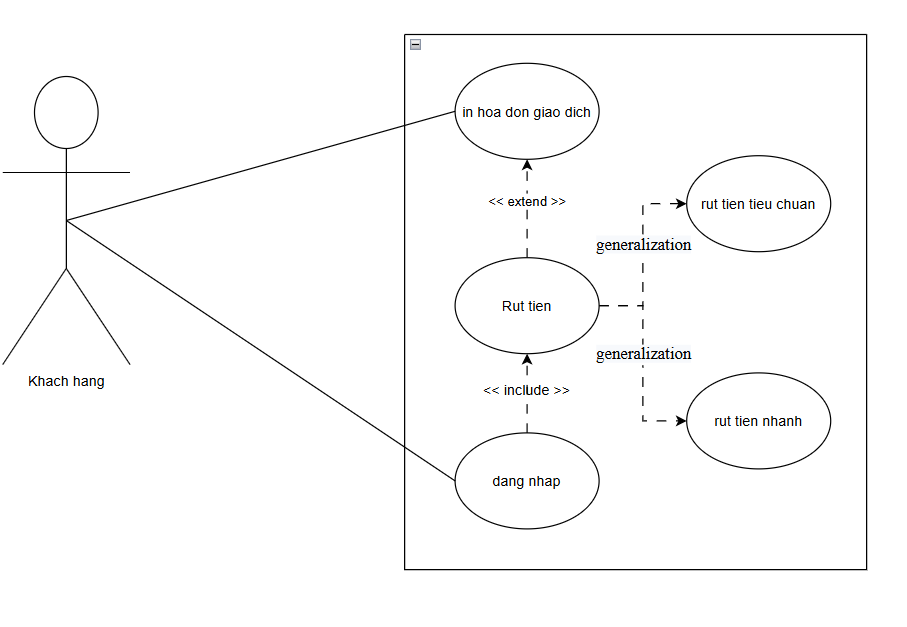 in hoa don giao dich
<< extend >>
rut tien tieu chuan
generalization
Rut tien
generalization
Khach hang
<< include >>
rut tien nhanh
dang nhap